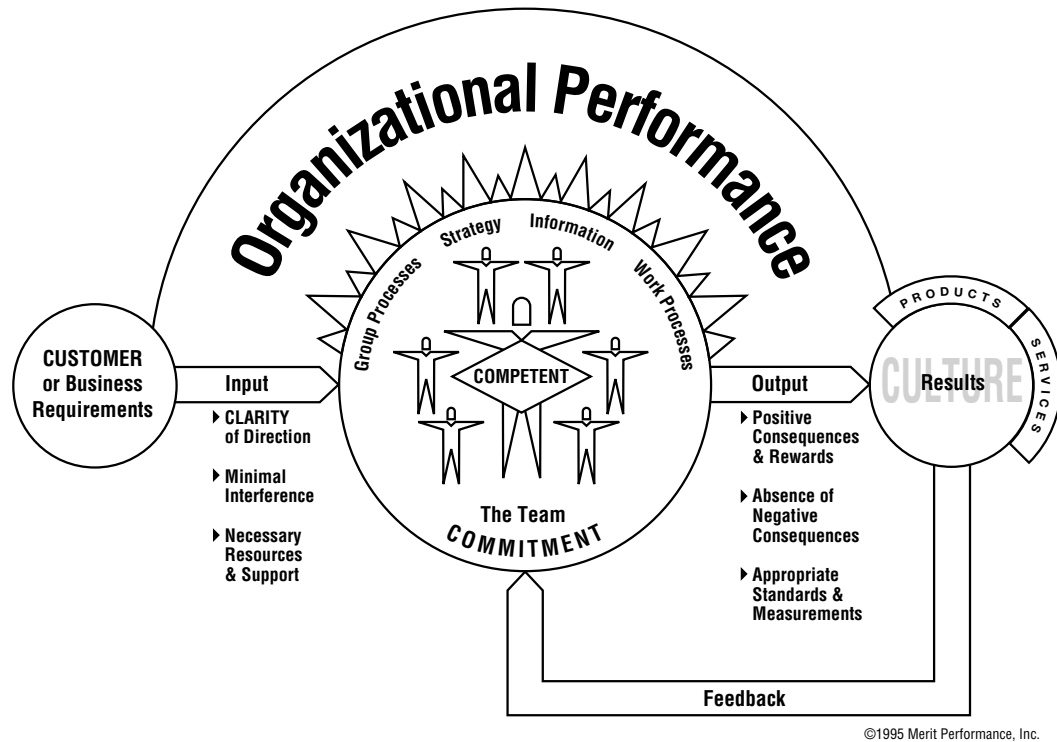 Organizational Performance
Group Processes
Strategy
Information
Work Processes
CUSTOMER
or Business
Requirements
Input
CLARITY
of Direction
Minimal
Interference
Necessary
Resources
& Support
COMPETENT
The Team
COMMITMENT
Output
Positive
Consequences
& Rewards
Absence of
Negative
Consequences
Appropriate
Standards &
Measurements
PRODUCTS
SERVICES
CULTURE
Results
Feedback
©1995 Merit Performance, Inc.